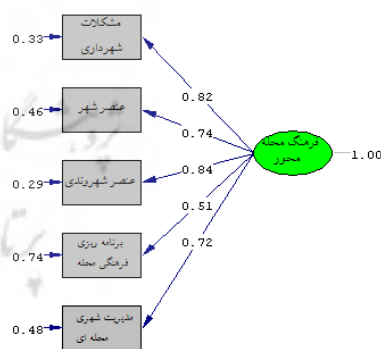 مشکلات
شهرداری
0.33
0.82
عنصر شهر
0.46
0.74
فرهنگ محله
محور
1.00
عنصر شهروندی
0.29
0.84
0.51
برنامه ریزی
فرهنگی محله
0.74
0.72
مدیریت شهری
محله ای
0.48